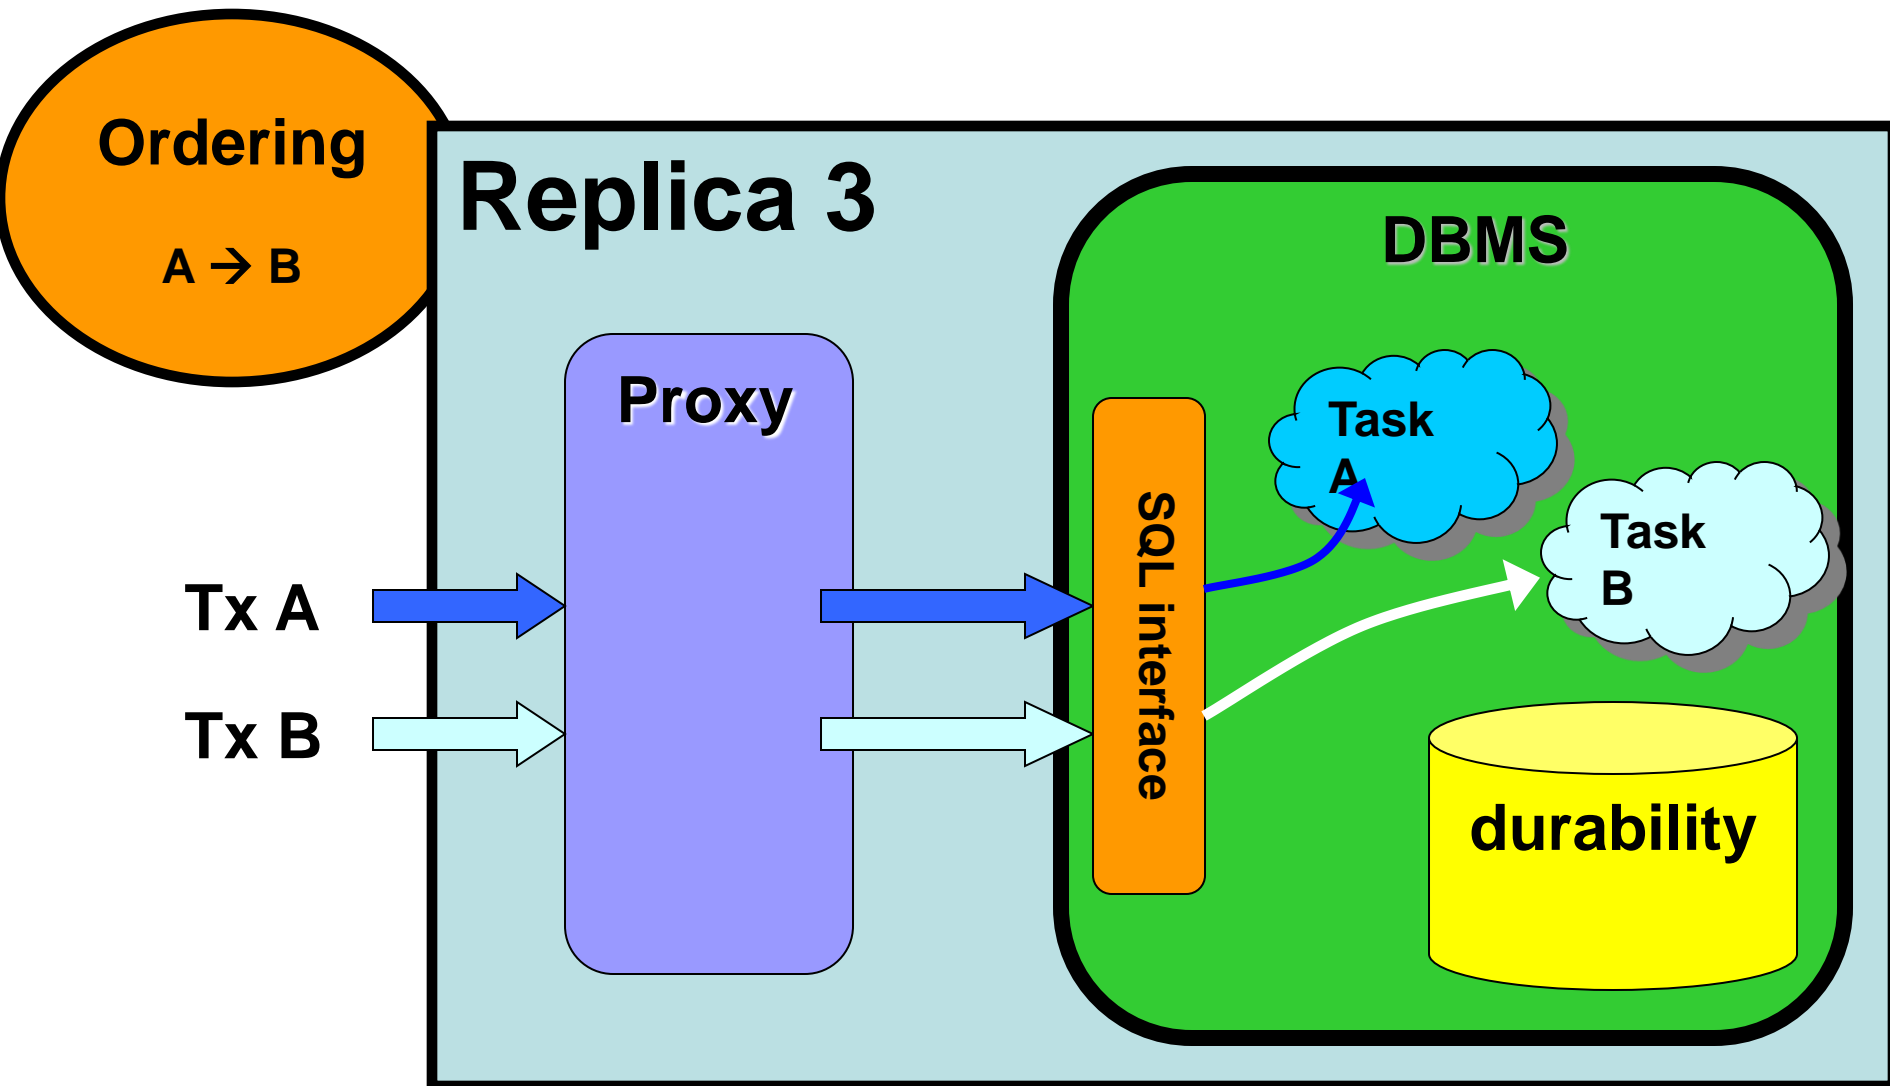 Ordering
A → B
Replica 3
DBMS
Proxy
Task
A
Task
B
SQL interface
Tx A
Tx B
durability